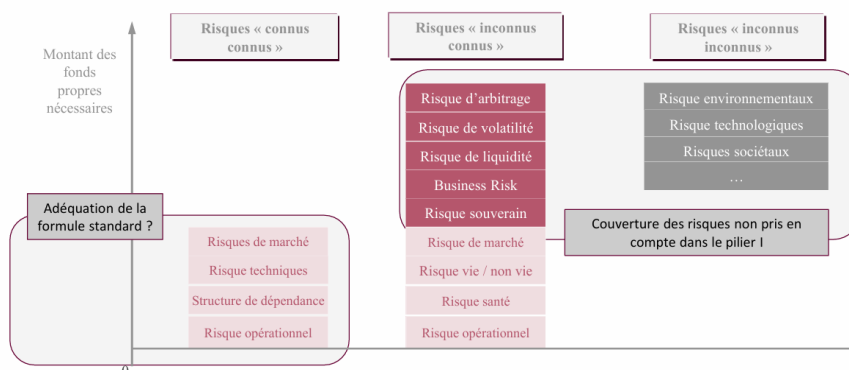 Risques « connus
connus »
Risques « inconnus
connus »
Risques « inconnus
inconnus »
Montant des
fonds
propres
nécessaires
Risque d'arbitrage
Risque de volatilité
Risque de liquidité
Business Risk
Risque souverain
Risque environnementaux
Risque technologiques
Risques sociétaux
…
Adéquation de la
formule standard ?
Couverture des risques non pris en
compte dans le pilier I
Risques de marché
Risque techniques
Structure de dépendance
Risque opérationnel
Risque de marché
Risque vie / non vie
Risque santé
Risque opérationnel
0